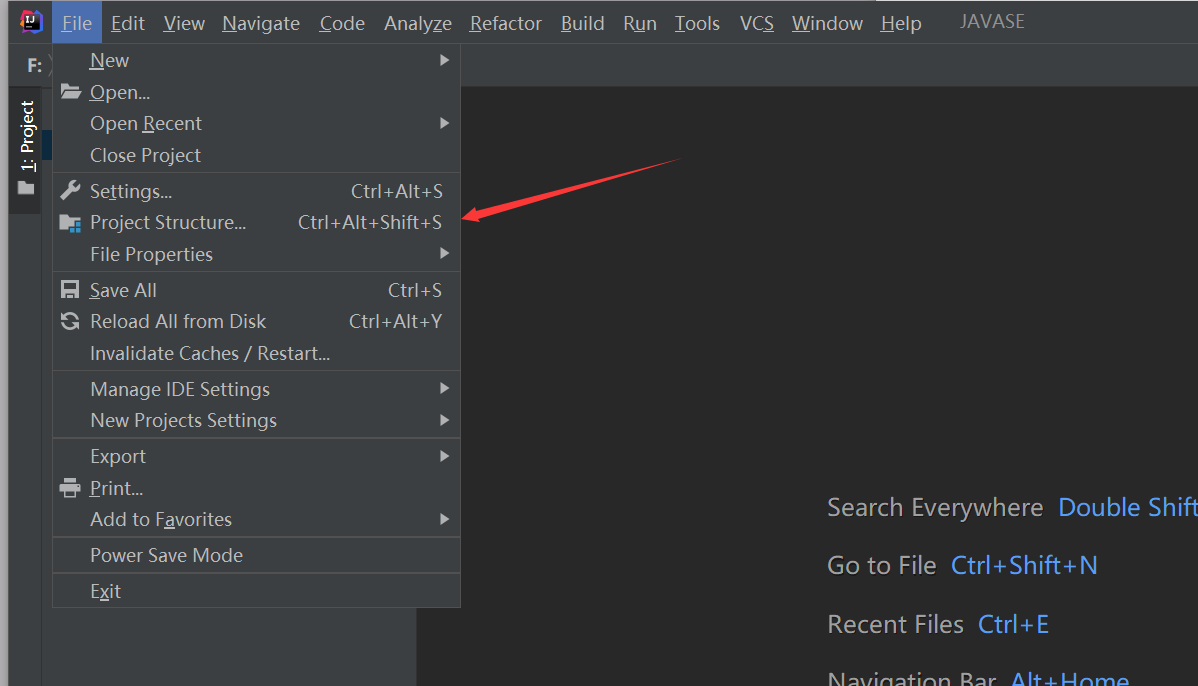 IJ File Edit View Navigate Code Analyze Refactor Build Run Tools VCS Window Help JAVASE
F:
1: Project
New
Open...
Open Recent
Close Project
Settings... Ctrl+Alt+S
Project Structure... Ctrl+Alt+Shift+S
File Properties
Save All Ctrl+S
Reload All from Disk Ctrl+Alt+Y
Invalidate Caches / Restart...
Manage IDE Settings
New Projects Settings
Export
Print...
Add to Favorites
Power Save Mode
Exit
Search Everywhere Double Shift
Go to File Ctrl+Shift+N
Recent Files Ctrl+E
Navigation Bar Alt+Home